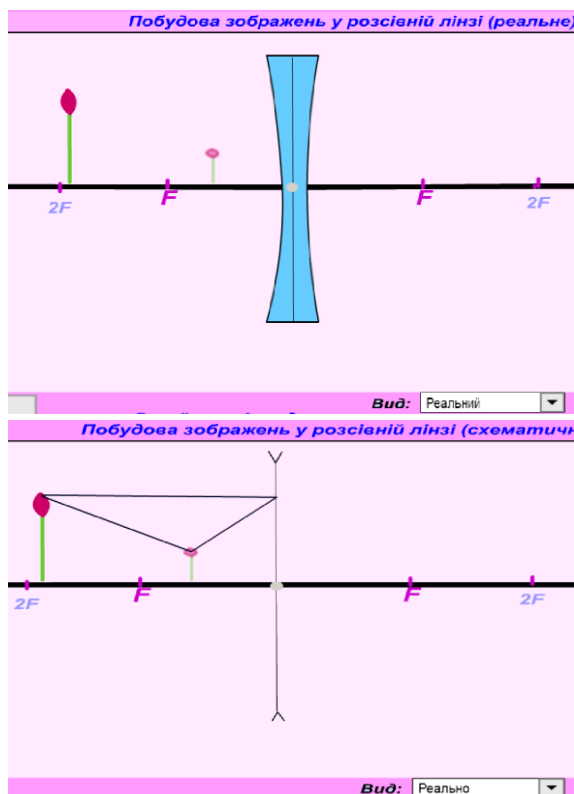 Побудова зображень у розсівній лінзі (реальне)
2F F F 2F
Вид: Реальний
Побудова зображень у розсівній лінзі (схематичн
2F F F 2F
Вид: Реально